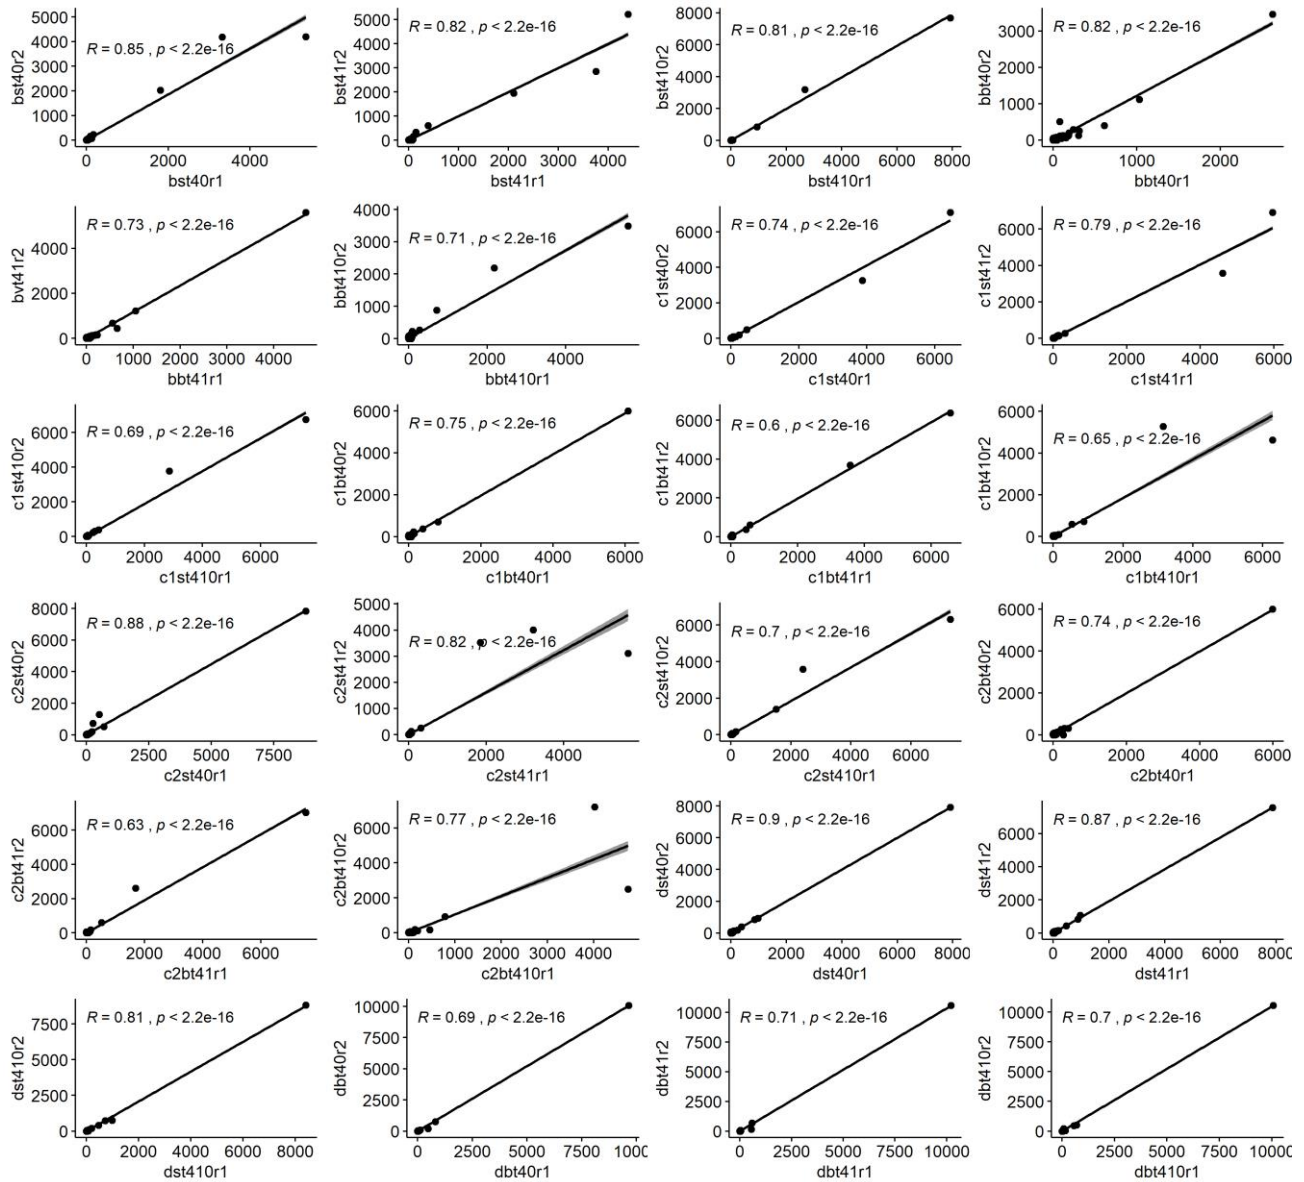 bst40r2
5000
4000
3000
2000
1000
0
R = 0.85 , p < 2.2e-16
0 2000 4000
bst40r1
bst41r2
5000
4000
3000
2000
1000
0
R = 0.82 , p < 2.2e-16
0 1000 2000 3000 4000
bst41r1
bst410r2
8000
6000
4000
2000
0
R = 0.81 , p < 2.2e-16
0 2000 4000 6000 8000
bst410r1
bbt40r2
3000
2000
1000
0
R = 0.82 , p < 2.2e-16
0 1000 2000
bbt40r1
bvt41r2
4000
2000
0
R = 0.73 , p < 2.2e-16
0 1000 2000 3000 4000
bbt41r1
bbt410r2
4000
3000
2000
1000
0
R = 0.71 , p < 2.2e-16
0 2000 4000
bbt410r1
c1st40r2
6000
4000
2000
0
R = 0.74 , p < 2.2e-16
0 2000 4000 6000
c1st40r1
c1st41r2
6000
4000
2000
0
R = 0.79 , p < 2.2e-16
0 2000 4000 6000
c1st41r1
c1st410r2
6000
4000
2000
0
R = 0.69 , p < 2.2e-16
0 2000 4000 6000
c1st410r1
c1bt40r2
6000
4000
2000
0
R = 0.75 , p < 2.2e-16
0 2000 4000 6000
c1bt40r1
c1bt41r2
6000
4000
2000
0
R = 0.6 , p < 2.2e-16
0 2000 4000 6000
c1bt41r1
c1bt410r2
6000
4000
2000
0
R = 0.65 , p < 2.2e-16
0 2000 4000 6000
c1bt410r1
c2st40r2
8000
6000
4000
2000
0
R = 0.88 , p < 2.2e-16
0 2500 5000 7500
c2st40r1
c2st41r2
5000
4000
3000
2000
1000
0
R = 0.82 , p < 2.2e-16
0 2000 4000
c2st41r1
c2st410r2
6000
4000
2000
0
R = 0.7 , p < 2.2e-16
0 2000 4000 6000
c2st410r1
c2bt40r2
6000
4000
2000
0
R = 0.74 , p < 2.2e-16
0 2000 4000 6000
c2bt40r1
c2bt41r2
6000
4000
2000
0
R = 0.63 , p < 2.2e-16
0 2000 4000 6000
c2bt41r1
c2bt410r2
6000
4000
2000
0
R = 0.77 , p < 2.2e-16
0 1000 2000 3000 4000
c2bt410r1
dst40r2
8000
6000
4000
2000
0
R = 0.9 , p < 2.2e-16
0 2000 4000 6000 8000
dst40r1
dst41r2
6000
4000
2000
0
R = 0.87 , p < 2.2e-16
0 2000 4000 6000 8000
dst41r1
dst410r2
7500
5000
2500
0
R = 0.81 , p < 2.2e-16
0 2000 4000 6000 8000
dst410r1
dbt40r2
10000
7500
5000
2500
0
R = 0.69 , p < 2.2e-16
0 2500 5000 7500 1000
dbt40r1
dbt41r2
10000
7500
5000
2500
0
R = 0.71 , p < 2.2e-16
0 2500 5000 7500 10000
dbt41r1
dbt410r2
10000
7500
5000
2500
0
R = 0.7 , p < 2.2e-16
0 2500 5000 7500 10000
dbt410r1